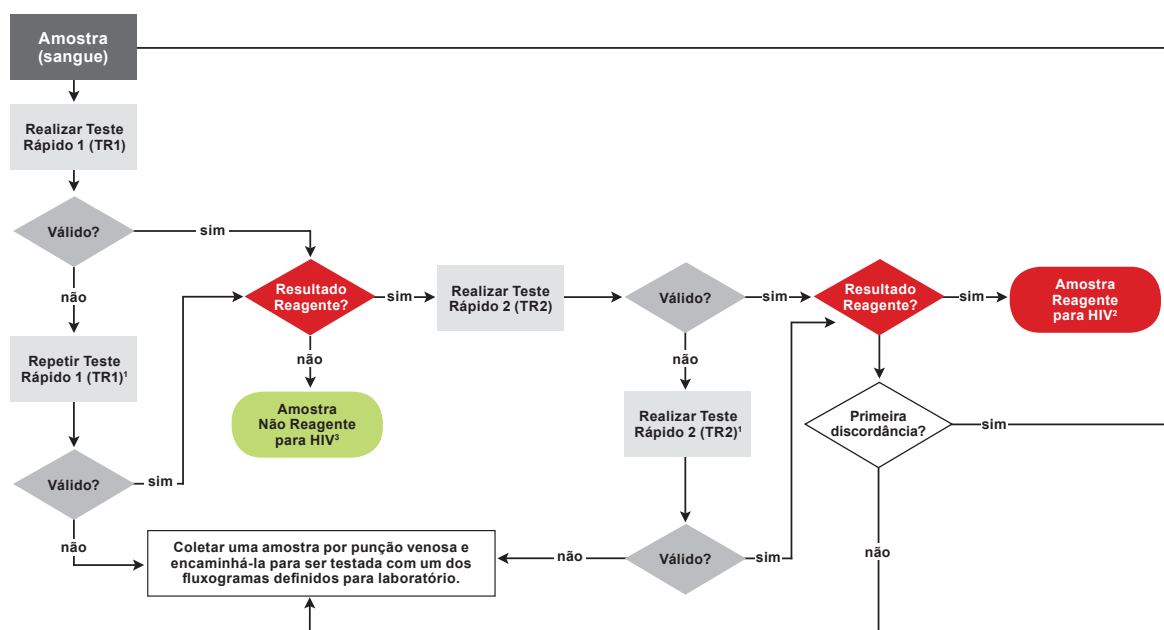 Amostra
(sangue)
Realizar Teste
Rápido 1 (TR1)
Válido?
sim
não
Repetir Teste
Rápido 1 (TR1)¹
Válido?
sim
não
Resultado
Reagente?
sim
não
Amostra
Não Reagente
para HIV³
Realizar Teste
Rápido 2 (TR2)
Válido?
sim
não
Realizar Teste
Rápido 2 (TR2)¹
Válido?
sim
não
Coletar uma amostra por punção venosa e
encaminhá-la para ser testada com um dos
fluxogramas definidos para laboratório.
Resultado
Reagente?
sim
Amostra
Reagente
para HIV²
Primeira
discordância?
sim
não